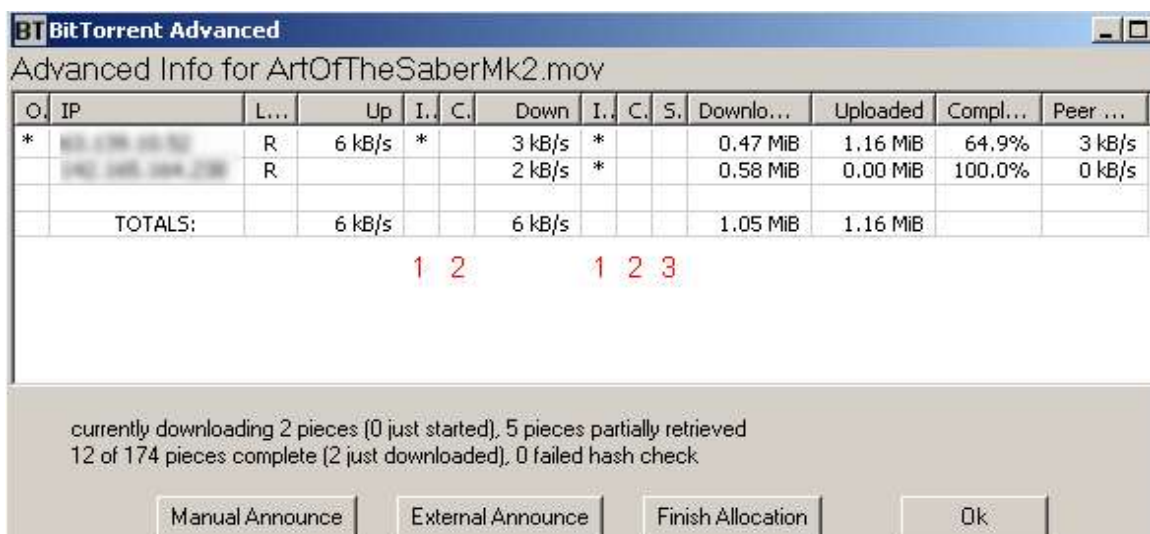 BT BitTorrent Advanced
Advanced Info for ArtOfTheSaberMk2.mov
O. IP L... Up I.. C. Down I.. C. S. Downlo... Uploaded Compl... Peer ...
* R 6 kB/s * 3 kB/s * 0.47 MiB 1.16 MiB 64.9% 3 kB/s
R 2 kB/s * 0.58 MiB 0.00 MiB 100.0% 0 kB/s
TOTALS: 6 kB/s 6 kB/s 1.05 MiB 1.16 MiB
1 2 1 2 3
currently downloading 2 pieces (0 just started), 5 pieces partially retrieved
12 of 174 pieces complete (2 just downloaded), 0 failed hash check
Manual Announce External Announce Finish Allocation Ok